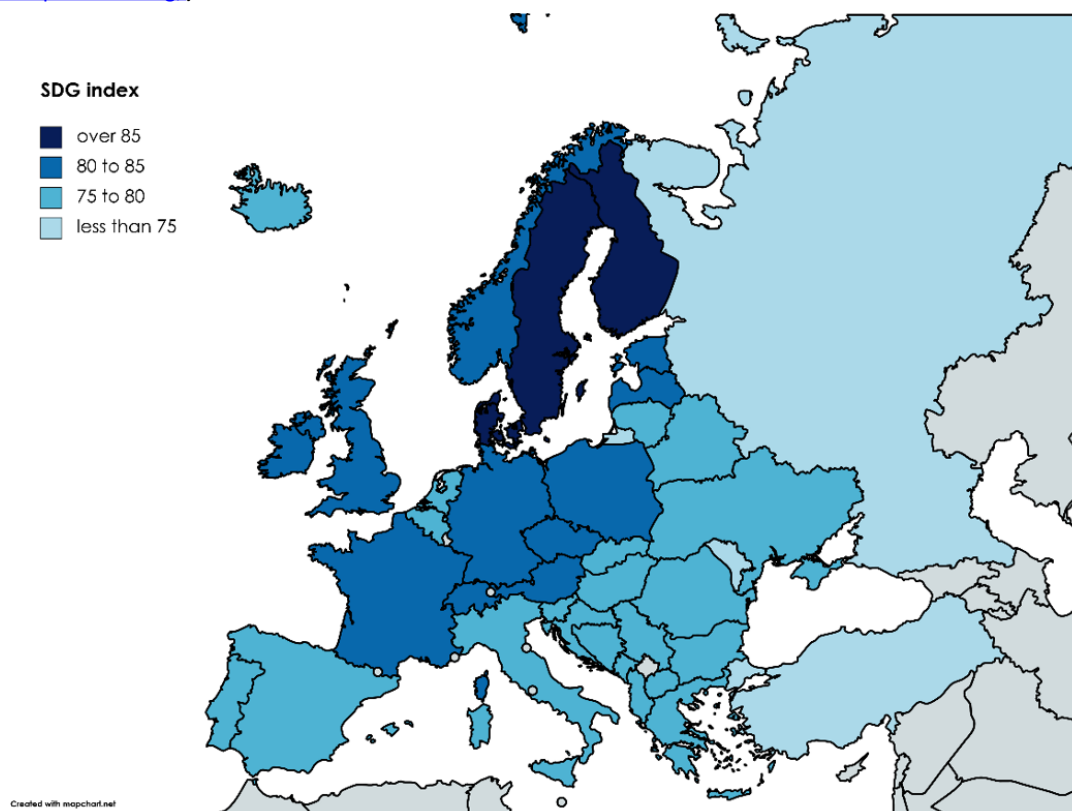 SDG index
over 85
80 to 85
75 to 80
less than 75
Created with mapchart.net